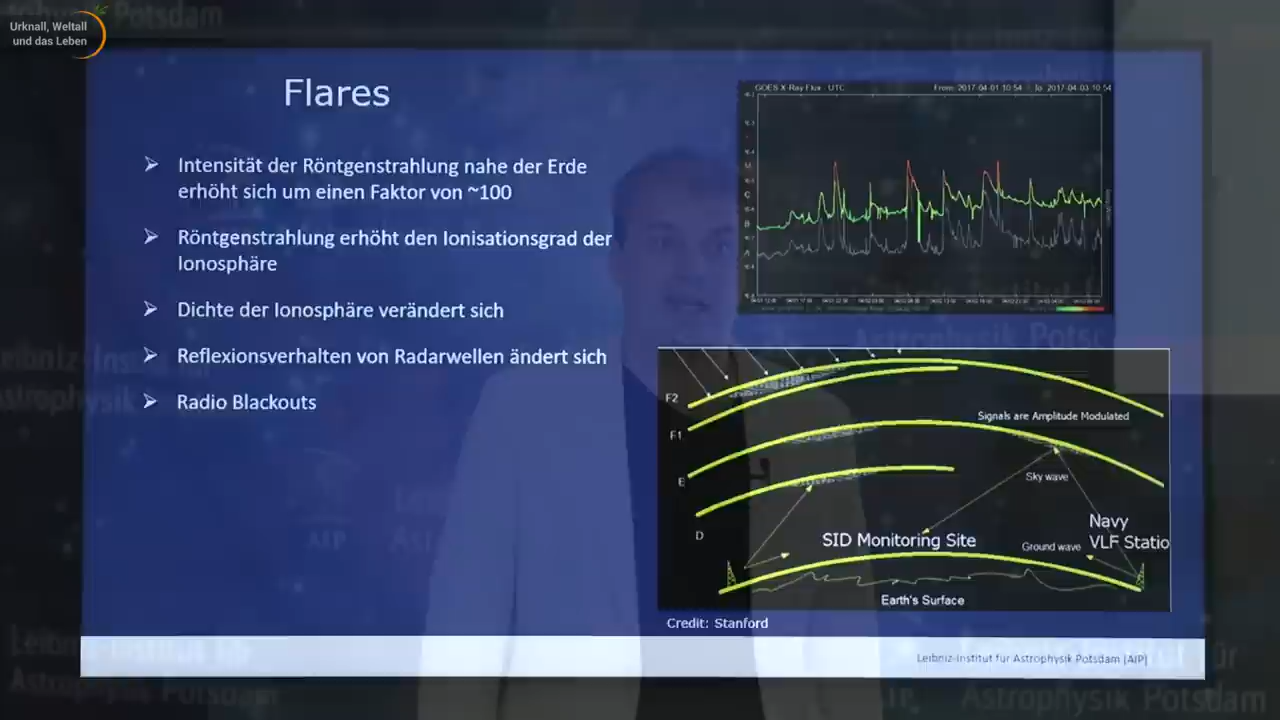 Potsdam
Urknall, Weltall
und das Leben
Flares
Intensität der Röntgenstrahlung nahe der Erde
erhöht sich um einen Faktor von ~100
Röntgenstrahlung erhöht den Ionisationsgrad der
Ionosphäre
Dichte der Ionosphäre verändert sich
Reflexionsverhalten von Radarwellen ändert sich
Radio Blackouts
GOES X-Ray Flux - UTC
From: 2017-04-01 10:54
To: 2017-04-03 10:54
F2
F1
E
D
Signals are Amplitude Modulated
Sky wave
Navy
VLF Statio
SID Monitoring Site
Ground wave
Earth's Surface
Credit: Stanford
Leibniz-Institut für Astrophysik Potsdam (AIP)
Astrophysik Potsdam